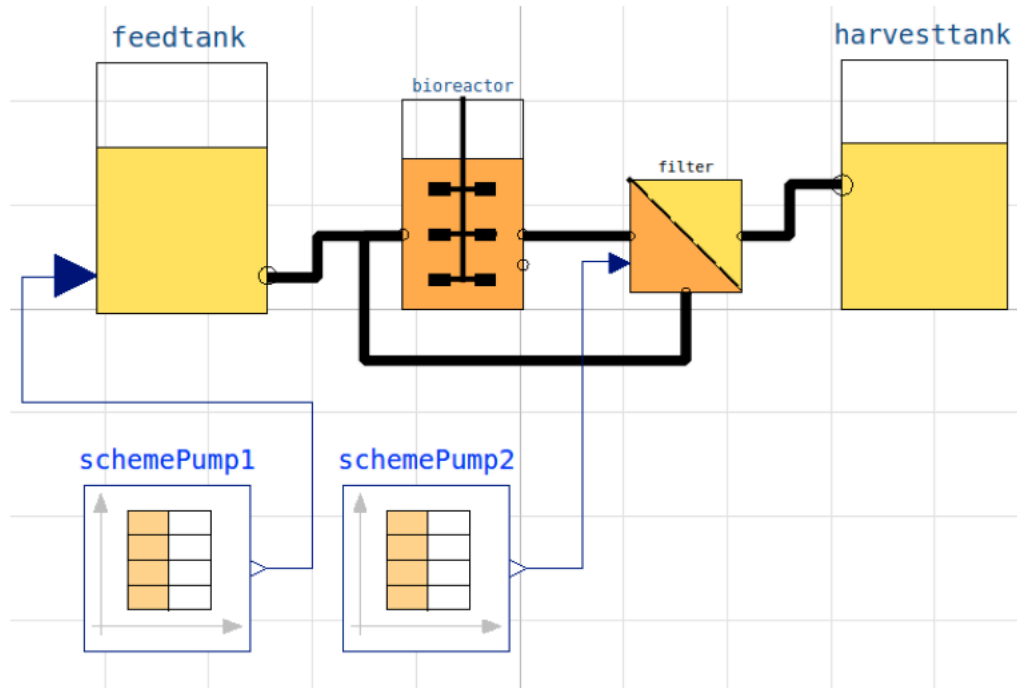 feedtank
bioreactor
filter
harvesttank
schemePump1
schemePump2